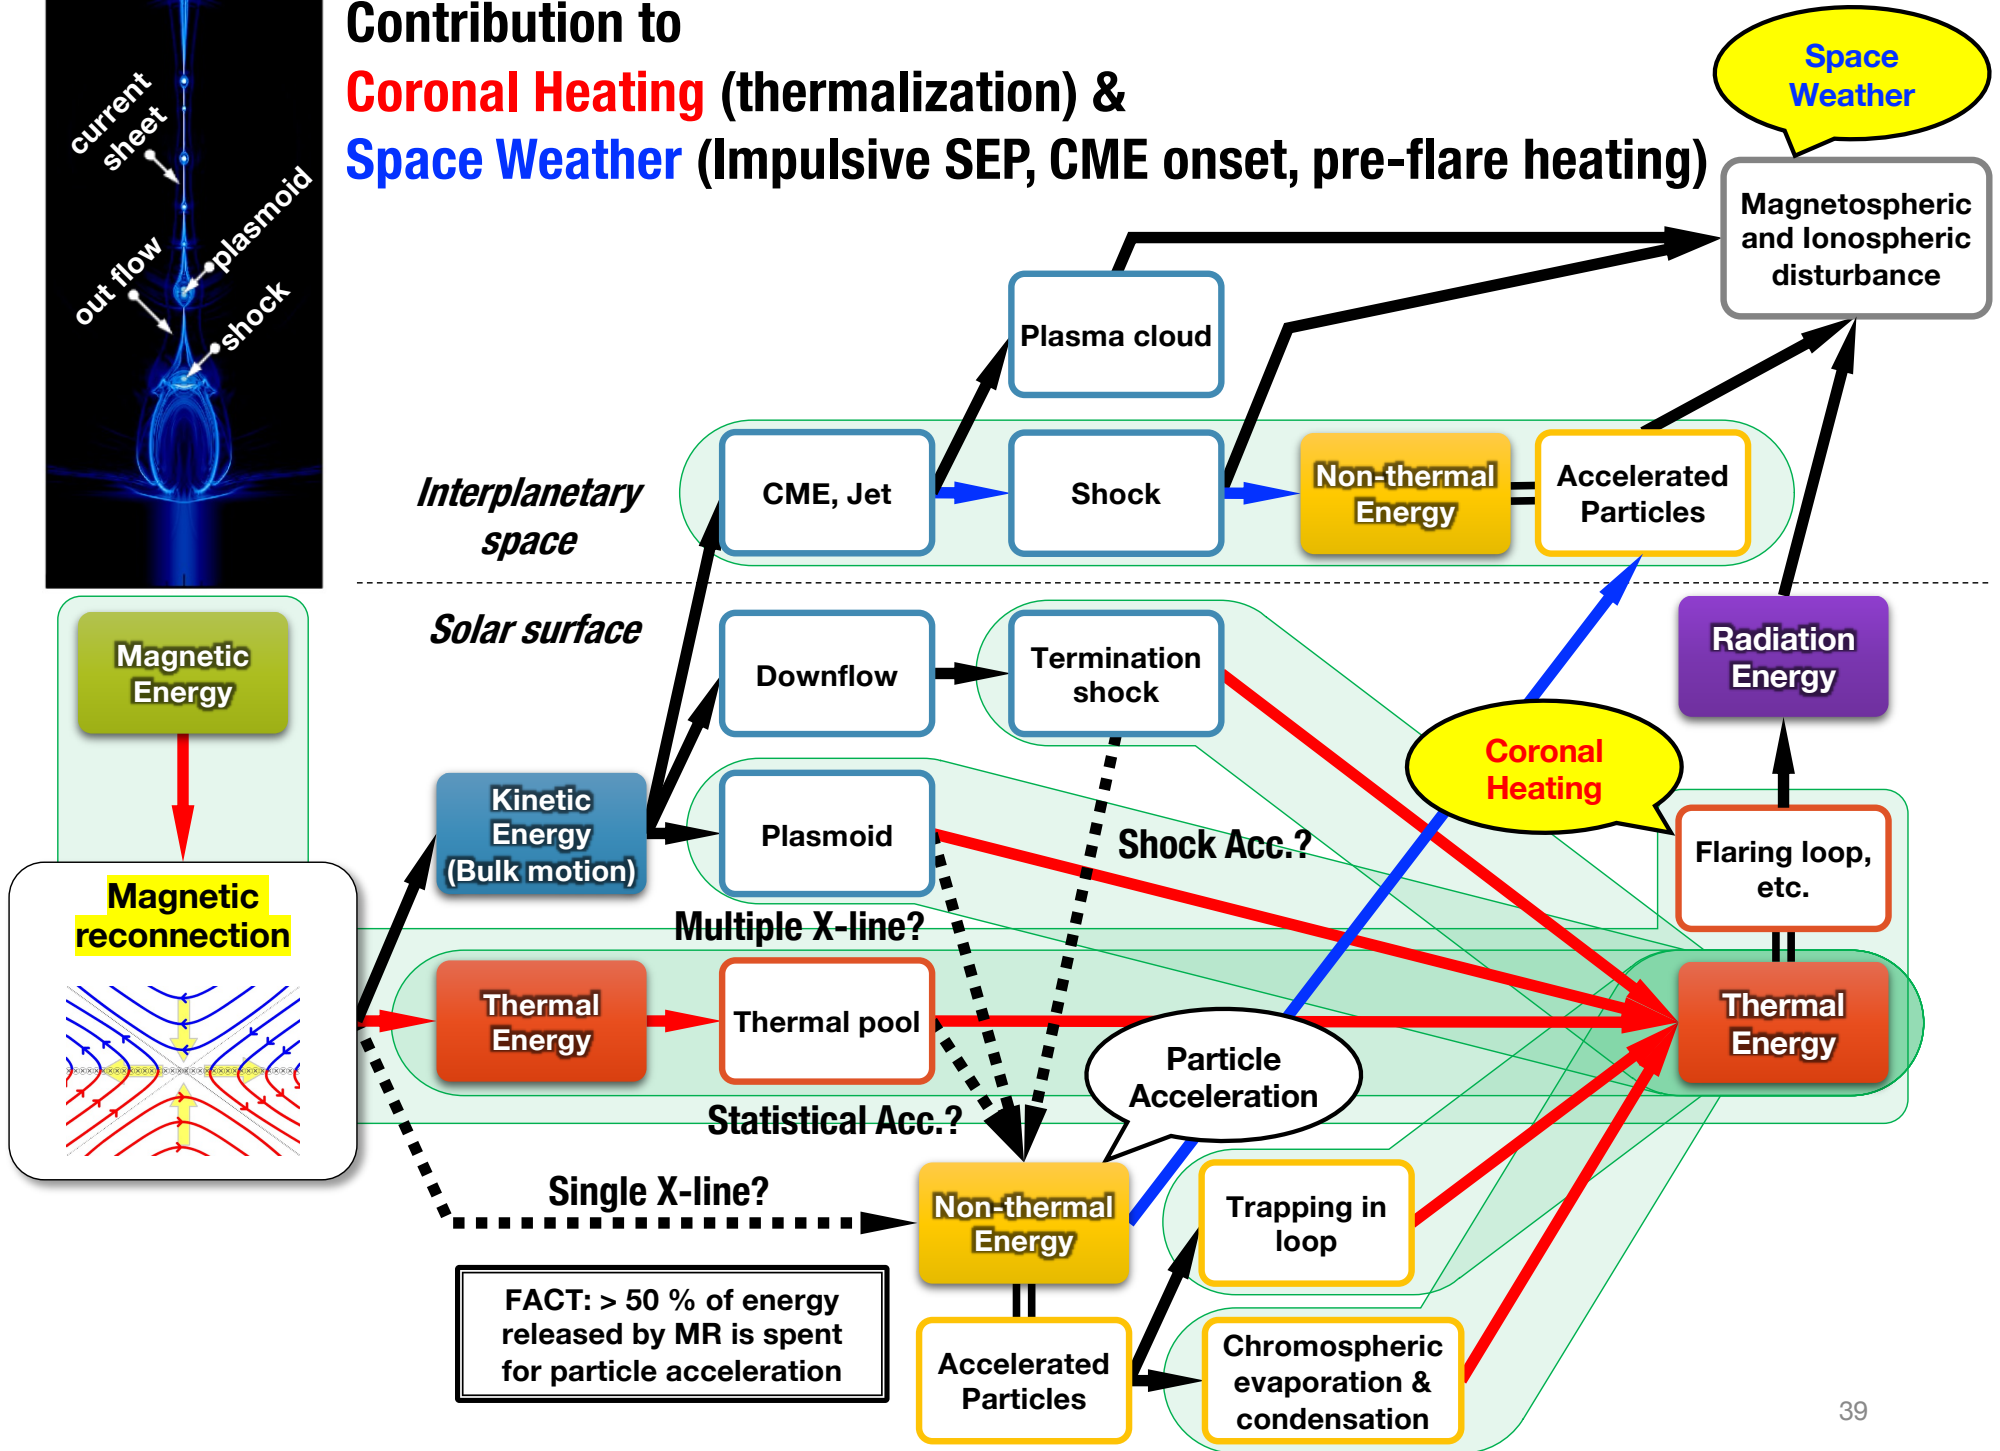 Contribution to
Coronal Heating (thermalization) &
Space Weather (Impulsive SEP, CME onset, pre-flare heating)
current
sheet
plasmoid
out flow
shock
Space
Weather
Magnetospheric
and Ionospheric
disturbance
Plasma cloud
Interplanetary
space
CME, Jet
Shock
Non-thermal
Energy
Accelerated
Particles
Solar surface
Magnetic
Energy
Downflow
Termination
shock
Radiation
Energy
Coronal
Heating
Kinetic
Energy
(Bulk motion)
Plasmoid
Shock Acc.?
Flaring loop,
etc.
Magnetic
reconnection
Multiple X-line?
Thermal
Energy
Thermal pool
Thermal
Energy
Particle
Acceleration
Statistical Acc.?
Single X-line?
Non-thermal
Energy
Trapping in
loop
FACT: > 50 % of energy
released by MR is spent
for particle acceleration
Accelerated
Particles
Chromospheric
evaporation &
condensation
39